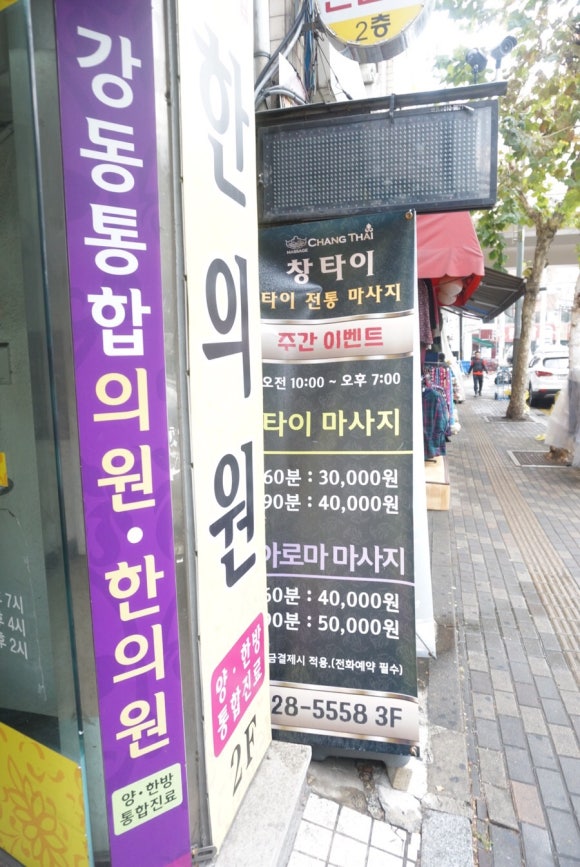 강동통합의원·한의원
양·한방
통합진료
한의원
양·한방
통합진료
2F
2층
MASSAGE
CHANG THAI
창타이
타이 전통 마사지
주간 이벤트
오전 10:00 ~ 오후 7:00
타이 마사지
60분 : 30,000원
90분 : 40,000원
아로마 마사지
60분 : 40,000원
90분 : 50,000원
적용.(전화예약 필수)
28-5558 3F
7시
4시
2시